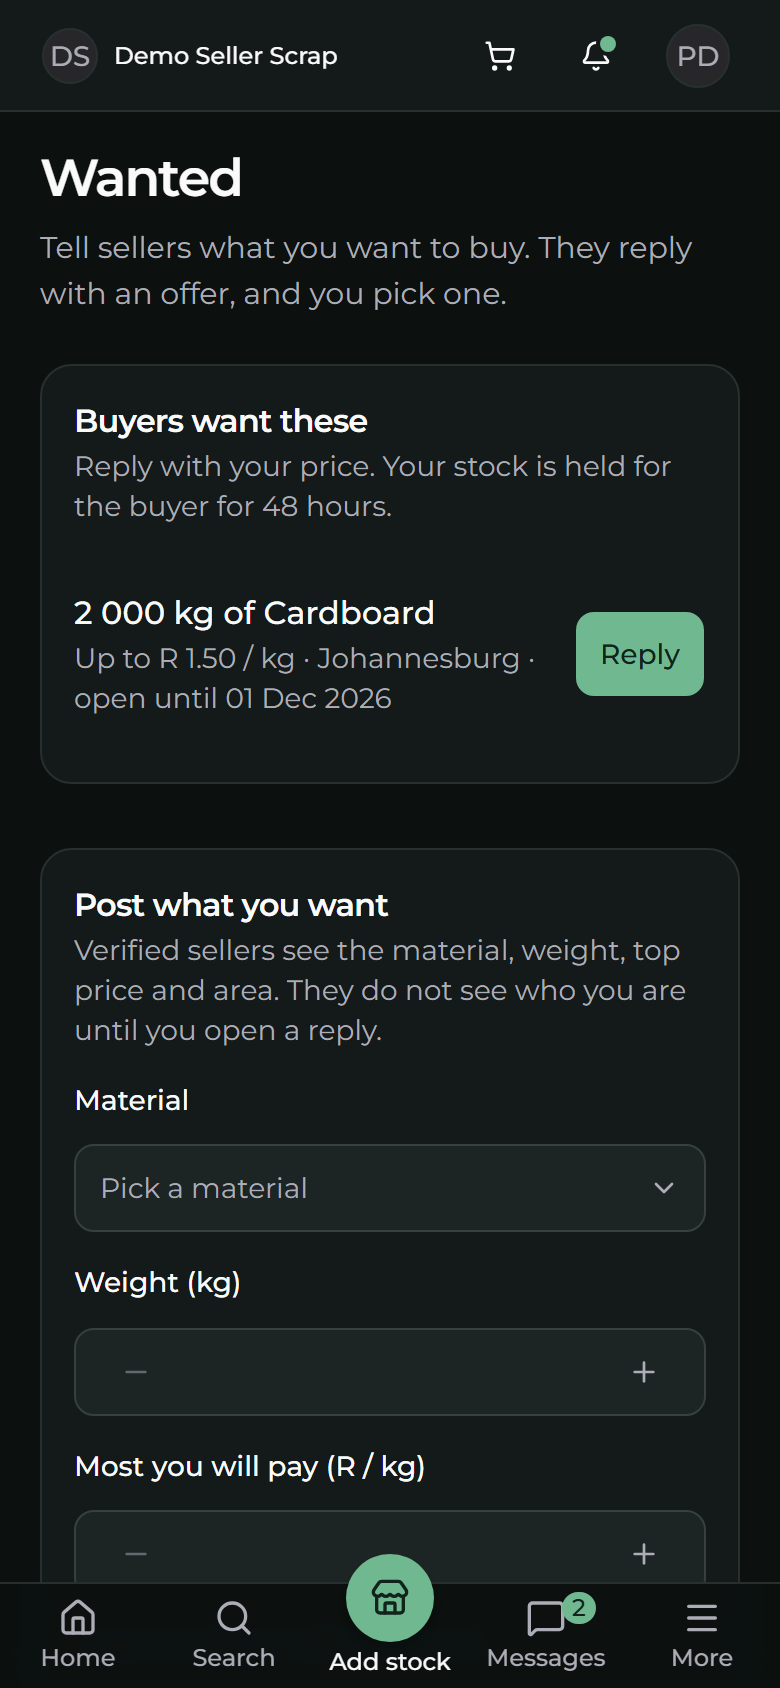 DS Demo Seller Scrap PD
Wanted
Tell sellers what you want to buy. They reply
with an offer, and you pick one.
Buyers want these
Reply with your price. Your stock is held for
the buyer for 48 hours.
2 000 kg of Cardboard
Up to R 1.50 / kg · Johannesburg ·
open until 01 Dec 2026
Reply
Post what you want
Verified sellers see the material, weight, top
price and area. They do not see who you are
until you open a reply.
Material
Pick a material
Weight (kg)
Most you will pay (R / kg)
2
Home Search Add stock Messages More